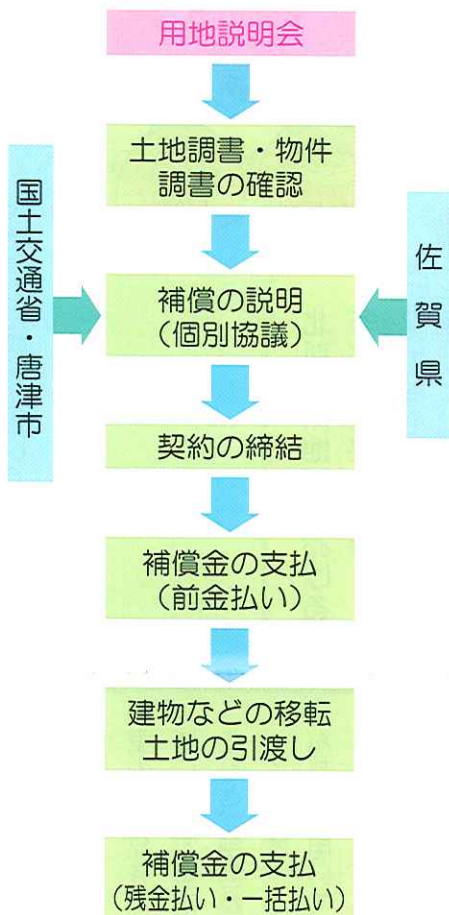 用地説明会
土地調書・物件
調書の確認
国土交通省・唐津市
補償の説明
（個別協議）
佐賀県
契約の締結
補償金の支払
（前金払い）
建物などの移転
土地の引渡し
補償金の支払
（残金払い・一括払い）